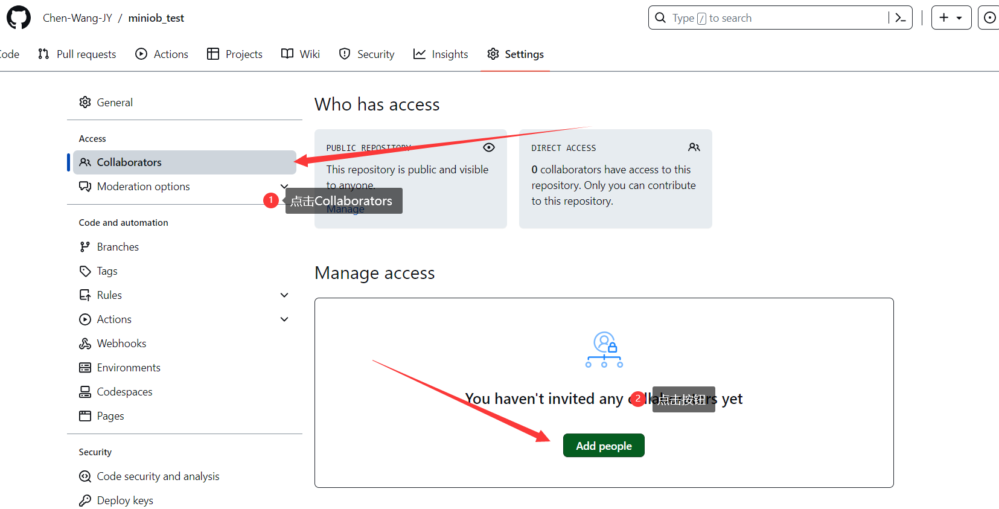 Chen-Wang-JY / miniob_test
Type / to search
Code
Pull requests
Actions
Projects
Wiki
Security
Insights
Settings
General
Access
Collaborators
Moderation options
Code and automation
Branches
Tags
Rules
Actions
Webhooks
Environments
Codespaces
Pages
Security
Code security and analysis
Deploy keys
Who has access
PUBLIC REPOSITORY
This repository is public and visible
to anyone.
Manage
1
点击Collaborators
DIRECT ACCESS
0 collaborators have access to this
repository. Only you can contribute
to this repository.
Manage access
You haven't invited any collaborators yet
2
点击按钮
Add people